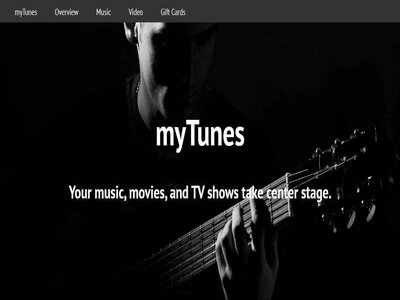 myTunes Overview Music Video Gift Cards
myTunes
Your music, movies, and TV shows take center stage.